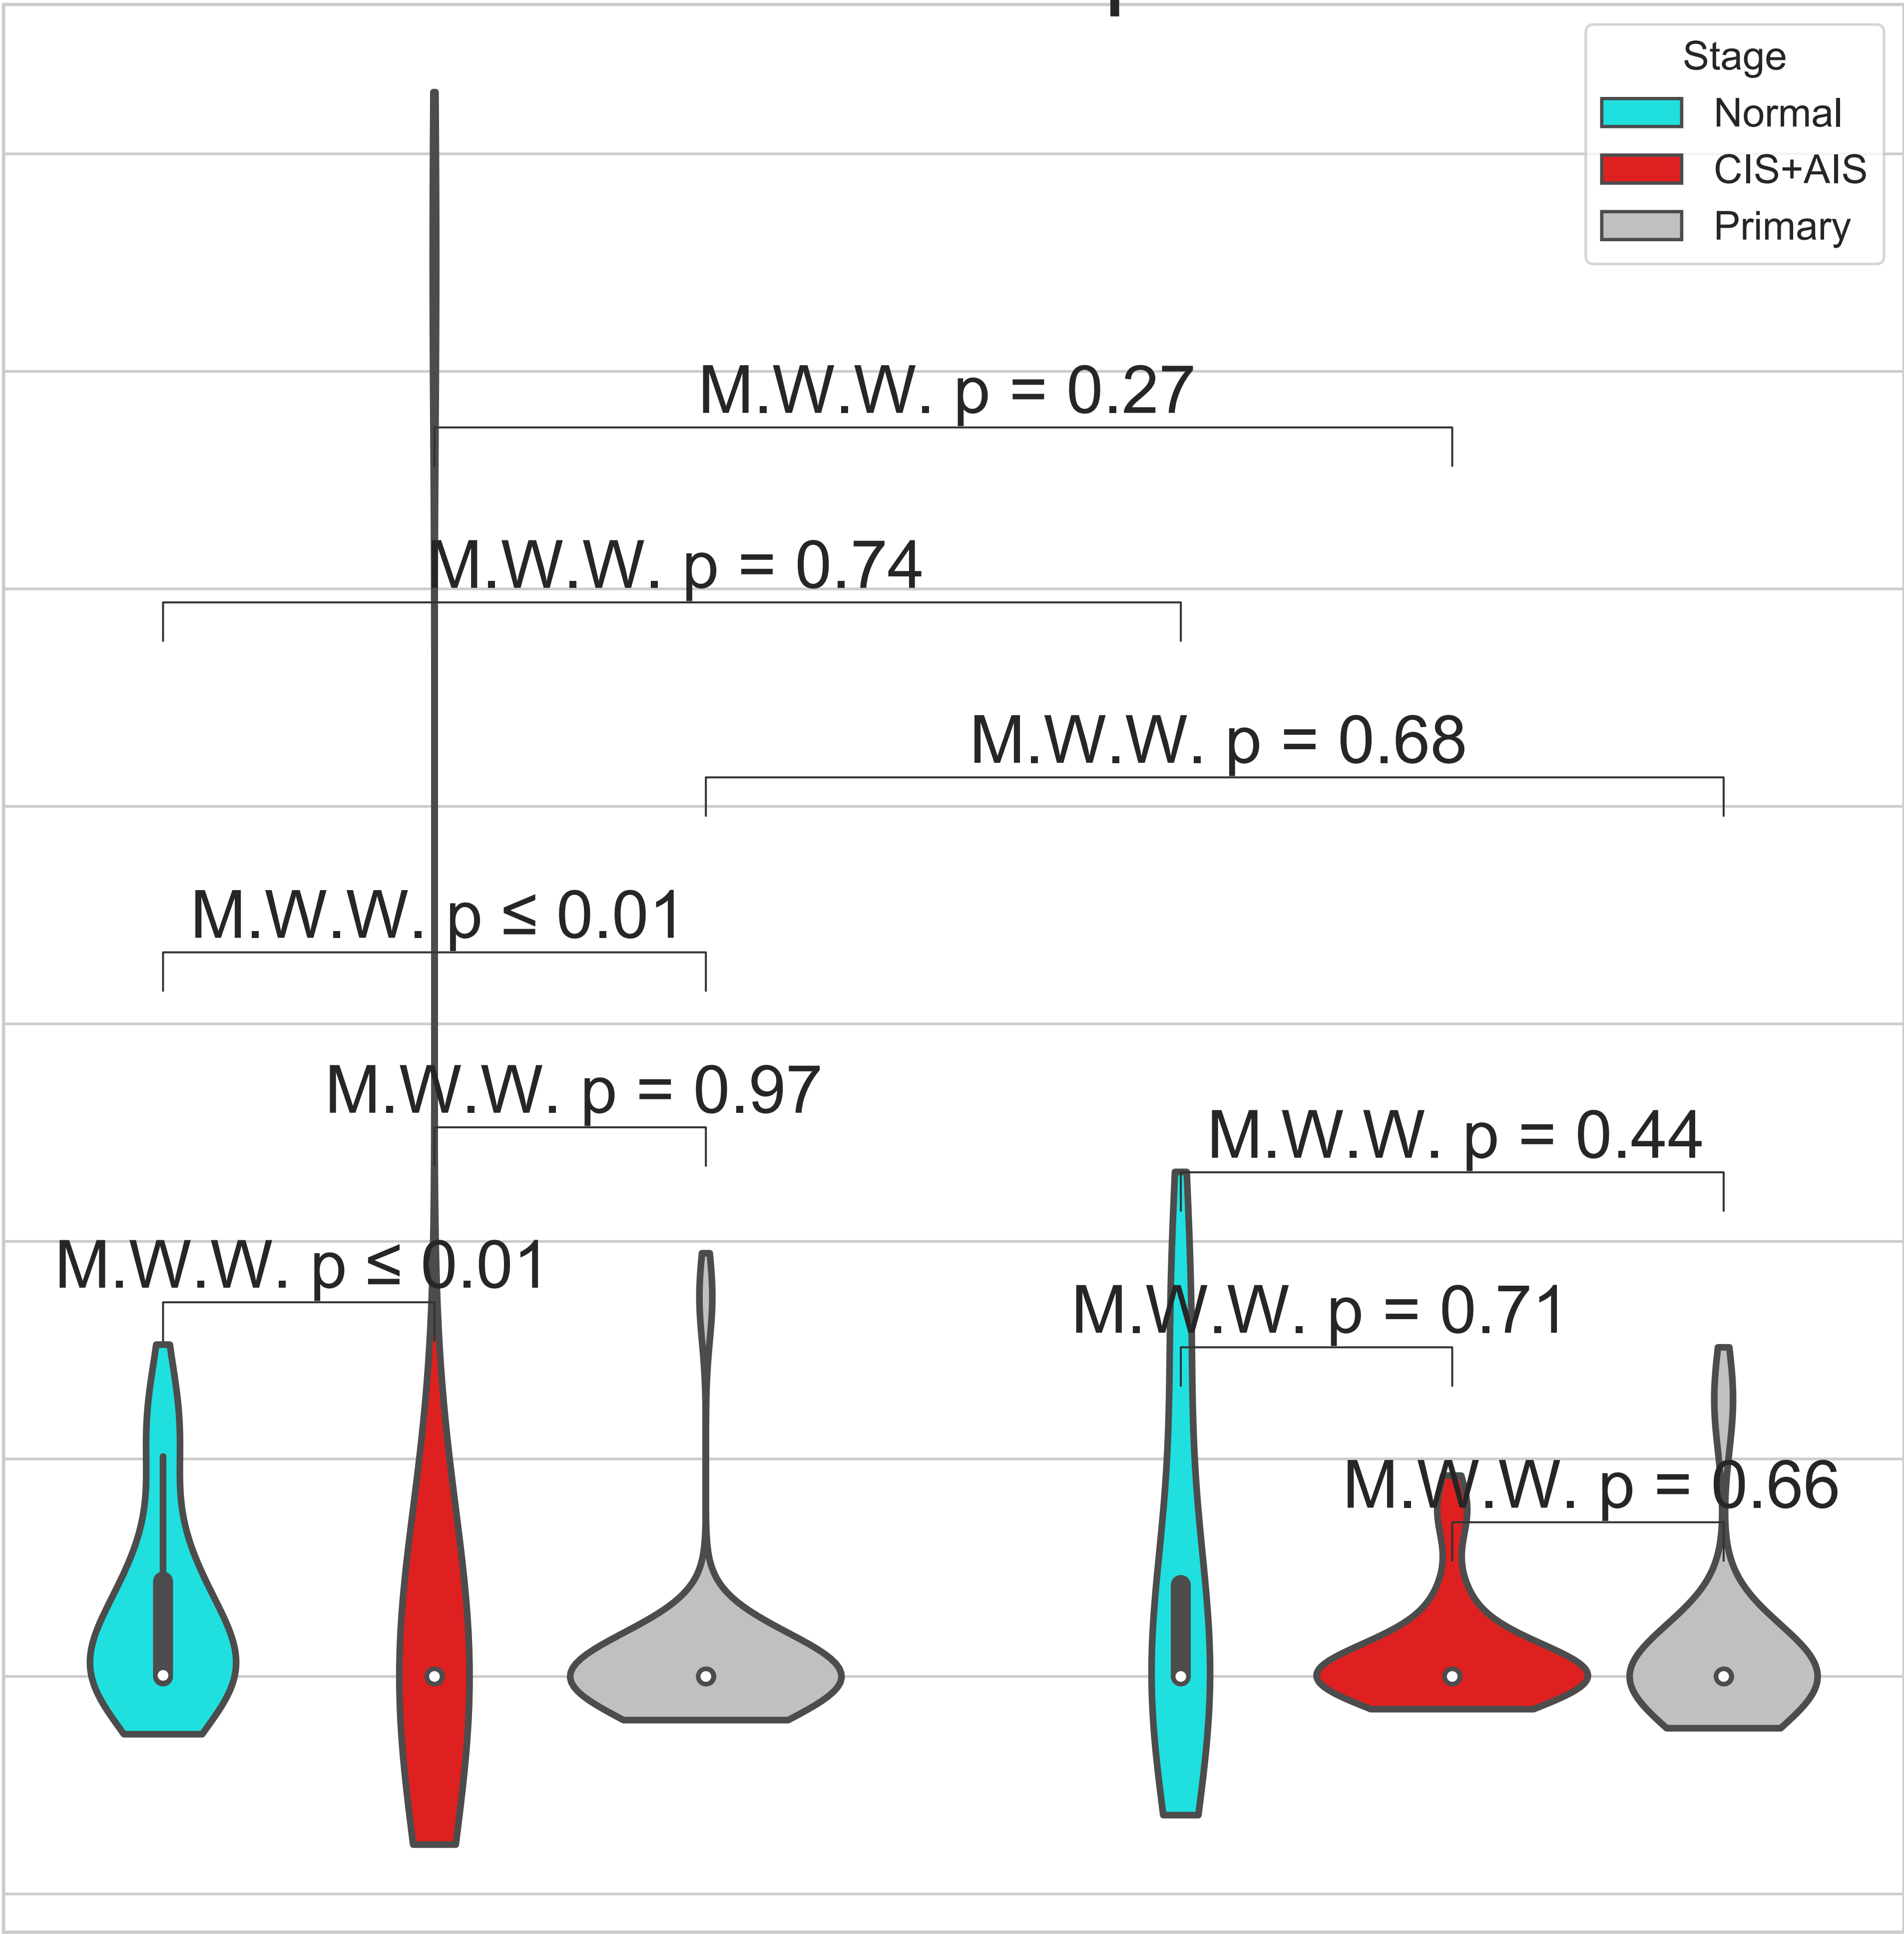 Stage
Normal
CIS+AIS
Primary
M.W.W. p = 0.27
M.W.W. p = 0.74
M.W.W. p = 0.68
M.W.W. p ≤ 0.01
M.W.W. p = 0.97
M.W.W. p = 0.44
M.W.W. p ≤ 0.01
M.W.W. p = 0.71
M.W.W. p = 0.66